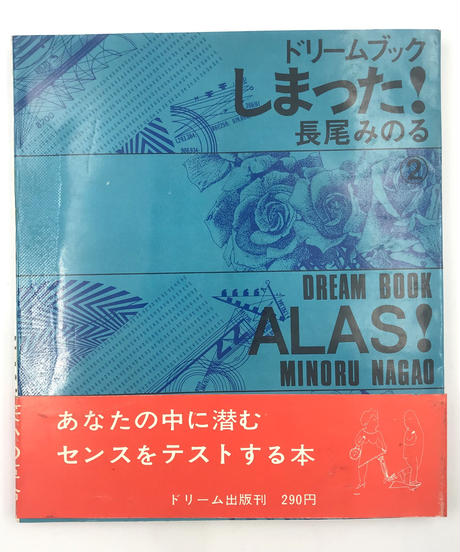 ドリームブック
しまった!
長尾みのる
②
DREAM BOOK
ALAS!
MINORU NAGAO
あなたの中に潜む
センスをテストする本
ドリーム出版刊 290円